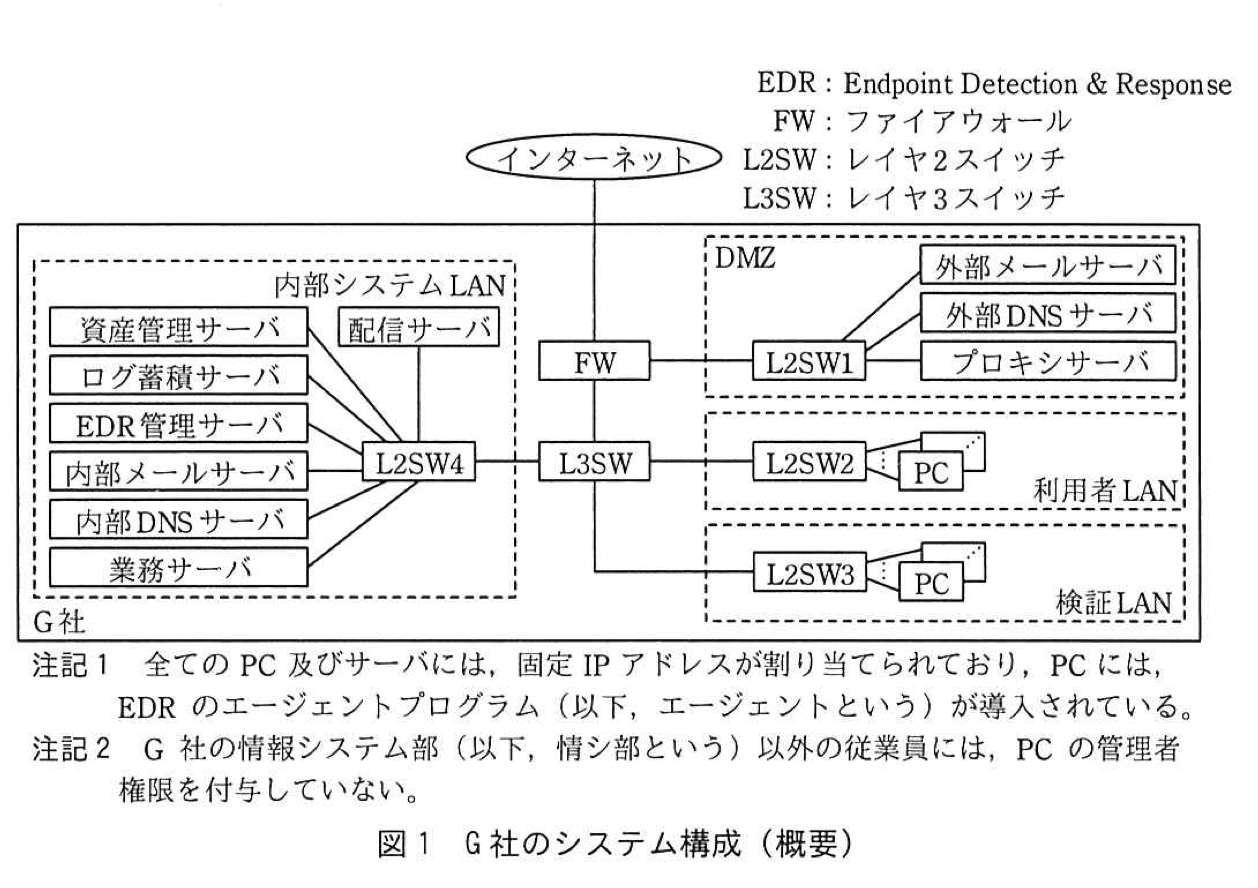 EDR：Endpoint Detection & Response
FW：ファイアウォール
L2SW：レイヤ2スイッチ
L3SW：レイヤ3スイッチ
インターネット
内部システムLAN
資産管理サーバ
配信サーバ
ログ蓄積サーバ
EDR管理サーバ
内部メールサーバ
内部DNSサーバ
業務サーバ
L2SW4
FW
L3SW
DMZ
外部メールサーバ
外部DNSサーバ
プロキシサーバ
L2SW1
L2SW2
PC
利用者LAN
L2SW3
PC
検証LAN
G社
注記1　全てのPC及びサーバには，固定IPアドレスが割り当てられており，PCには，
EDRのエージェントプログラム（以下，エージェントという）が導入されている。
注記2　G社の情報システム部（以下，情シ部という）以外の従業員には，PCの管理者
権限を付与していない。
図1　G社のシステム構成（概要）